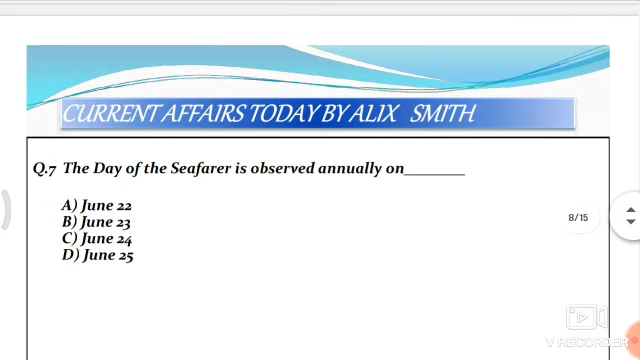 CURRENT AFFAIRS TODAY BY ALIX SMITH
Q.7 The Day of the Seafarer is observed annually on_______
A) June 22
B) June 23
C) June 24
D) June 25
8/15
V RECORDER